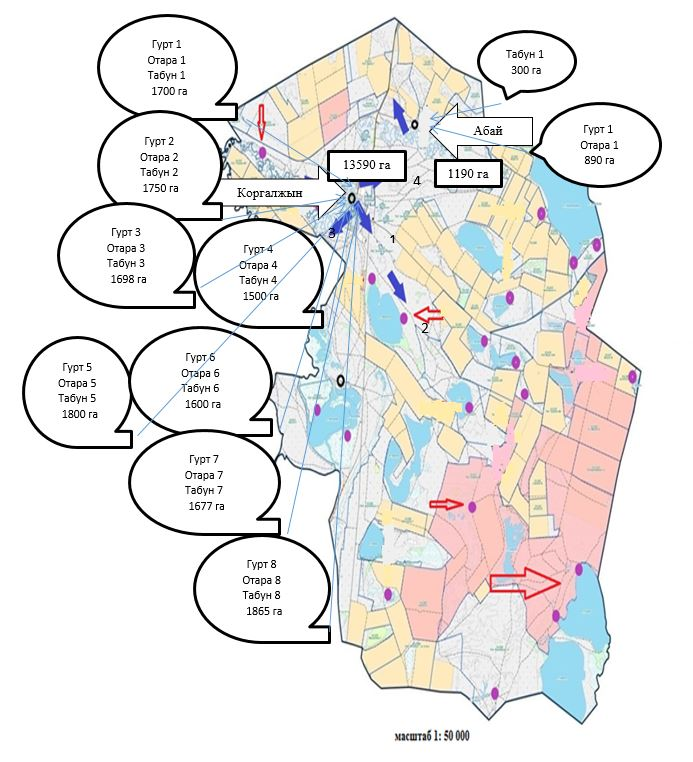 Гурт 1
Отара 1
Табун 1
1700 га
Табун 1
300 га
Гурт 2
Отара 2
Табун 2
1750 га
Абай
Гурт 1
Отара 1
890 га
13590 га
1190 га
4
Коргалжын
Гурт 3
Отара 3
Табун 3
1698 га
Гурт 4
Отара 4
Табун 4
1500 га
3
1
2
Гурт 5
Отара 5
Табун 5
1800 га
Гурт 6
Отара 6
Табун 6
1600 га
Гурт 7
Отара 7
Табун 7
1677 га
Гурт 8
Отара 8
Табун 8
1865 га
масштаб 1: 50 000